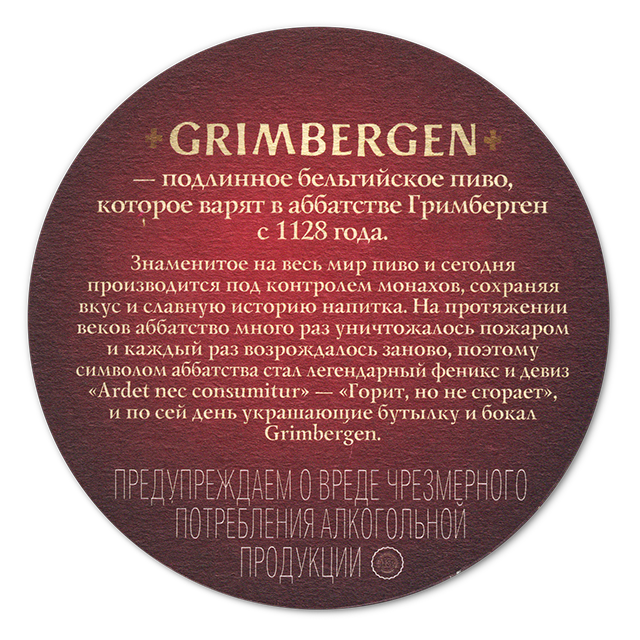 GRIMBERGEN
— подлинное бельгийское пиво,
которое варят в аббатстве Гримберген
с 1128 года.
Знаменитое на весь мир пиво и сегодня
производится под контролем монахов, сохраняя
вкус и славную историю напитка. На протяжении
веков аббатство много раз уничтожалось пожаром
и каждый раз возрождалось заново, поэтому
символом аббатства стал легендарный феникс и девиз
«Ardet nec consumitur» — «Горит, но не сгорает»,
и по сей день украшающие бутылку и бокал
Grimbergen.
ПРЕДУПРЕЖДАЕМ О ВРЕДЕ ЧРЕЗМЕРНОГО
ПОТРЕБЛЕНИЯ АЛКОГОЛЬНОЙ
ПРОДУКЦИИ